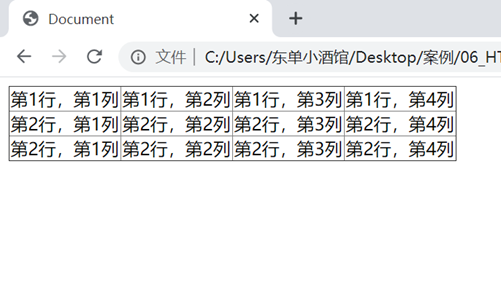 Document
文件 C:/Users/东单小酒馆/Desktop/案例/06_HT
第1行，第1列 第1行，第2列 第1行，第3列 第1行，第4列
第2行，第1列 第2行，第2列 第2行，第3列 第2行，第4列
第2行，第1列 第2行，第2列 第2行，第3列 第2行，第4列